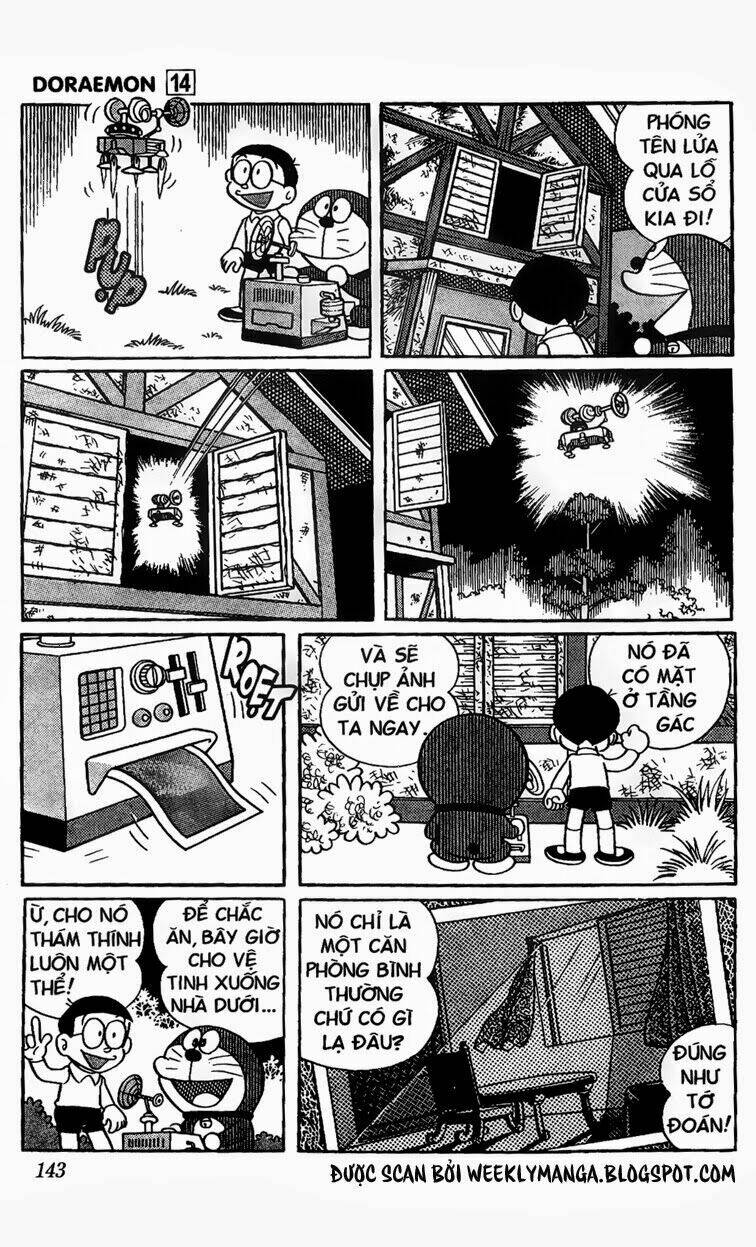 DORAEMON 14
PỤP
PHÓNG
TÊN LỬA
QUA LỖ
CỬA SỔ
KIA ĐI!
NÓ ĐÃ
CÓ MẶT
Ở TẦNG
GÁC
VÀ SẼ
CHỤP ẢNH
GỬI VỀ CHO
TA NGAY.
ROẸT
ĐỂ CHẮC
ĂN, BÂY GIỜ
CHO VỆ
TINH XUỐNG
NHÀ DƯỚI...
Ừ, CHO NÓ
THÁM THÍNH
LUÔN MỘT
THỂ!
NÓ CHỈ LÀ
MỘT CĂN
PHÒNG BÌNH
THƯỜNG
CHỨ CÓ GÌ
LẠ ĐÂU?
ĐÚNG
NHƯ
TỚ
ĐOÁN!
143
ĐƯỢC SCAN BỞI WEEKLYMANGA.BLOGSPOT.COM